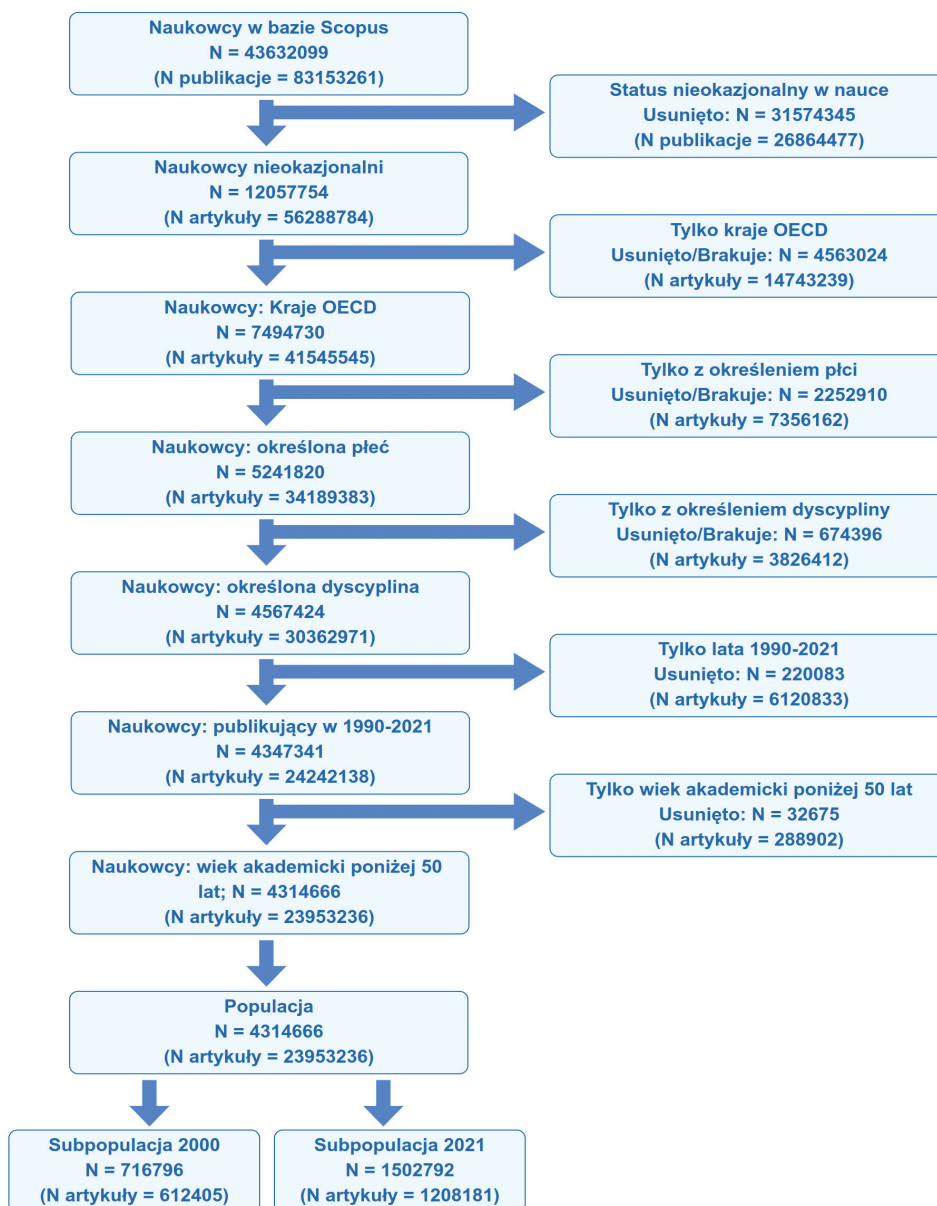 Naukowcy w bazie Scopus
N = 43632099
(N publikacje = 83153261)
Status nieokazjonalny w nauce
Usunięto: N = 31574345
(N publikacje = 26864477)
Naukowcy nieokazjonalni
N = 12057754
(N artykuły = 56288784)
Tylko kraje OECD
Usunięto/Brakuje: N = 4563024
(N artykuły = 14743239)
Naukowcy: Kraje OECD
N = 7494730
(N artykuły = 41545545)
Tylko z określeniem płci
Usunięto/Brakuje: N = 2252910
(N artykuły = 7356162)
Naukowcy: określona płeć
N = 5241820
(N artykuły = 34189383)
Tylko z określeniem dyscypliny
Usunięto/Brakuje: N = 674396
(N artykuły = 3826412)
Naukowcy: określona dyscyplina
N = 4567424
(N artykuły = 30362971)
Tylko lata 1990-2021
Usunięto: N = 220083
(N artykuły = 6120833)
Naukowcy: publikujący w 1990-2021
N = 4347341
(N artykuły = 24242138)
Tylko wiek akademicki poniżej 50 lat
Usunięto: N = 32675
(N artykuły = 288902)
Naukowcy: wiek akademicki poniżej 50
lat; N = 4314666
(N artykuły = 23953236)
Populacja
N = 4314666
(N artykuły = 23953236)
Subpopulacja 2000
N = 716796
(N artykuły = 612405)
Subpopulacja 2021
N = 1502792
(N artykuły = 1208181)